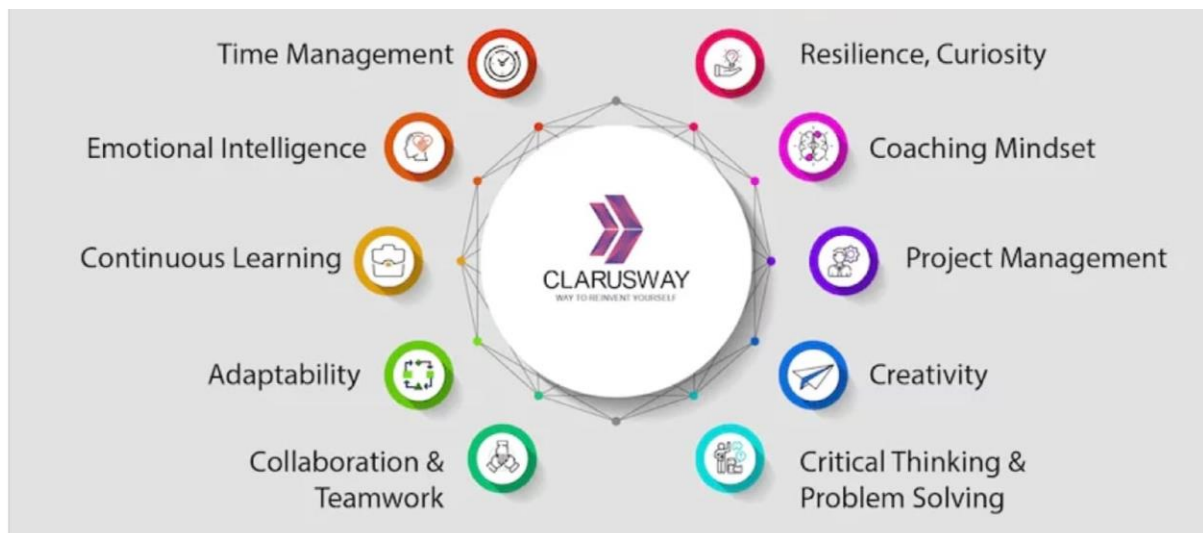 Time Management
Emotional Intelligence
Continuous Learning
Adaptability
Collaboration &
Teamwork
CLARUSWAY
WAY TO REINVENT YOURSELF
Resilience, Curiosity
Coaching Mindset
Project Management
Creativity
Critical Thinking &
Problem Solving